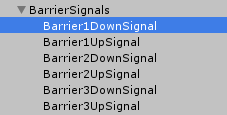 BarrierSignals
Barrier1DownSignal
Barrier1UpSignal
Barrier2DownSignal
Barrier2UpSignal
Barrier3DownSignal
Barrier3UpSignal